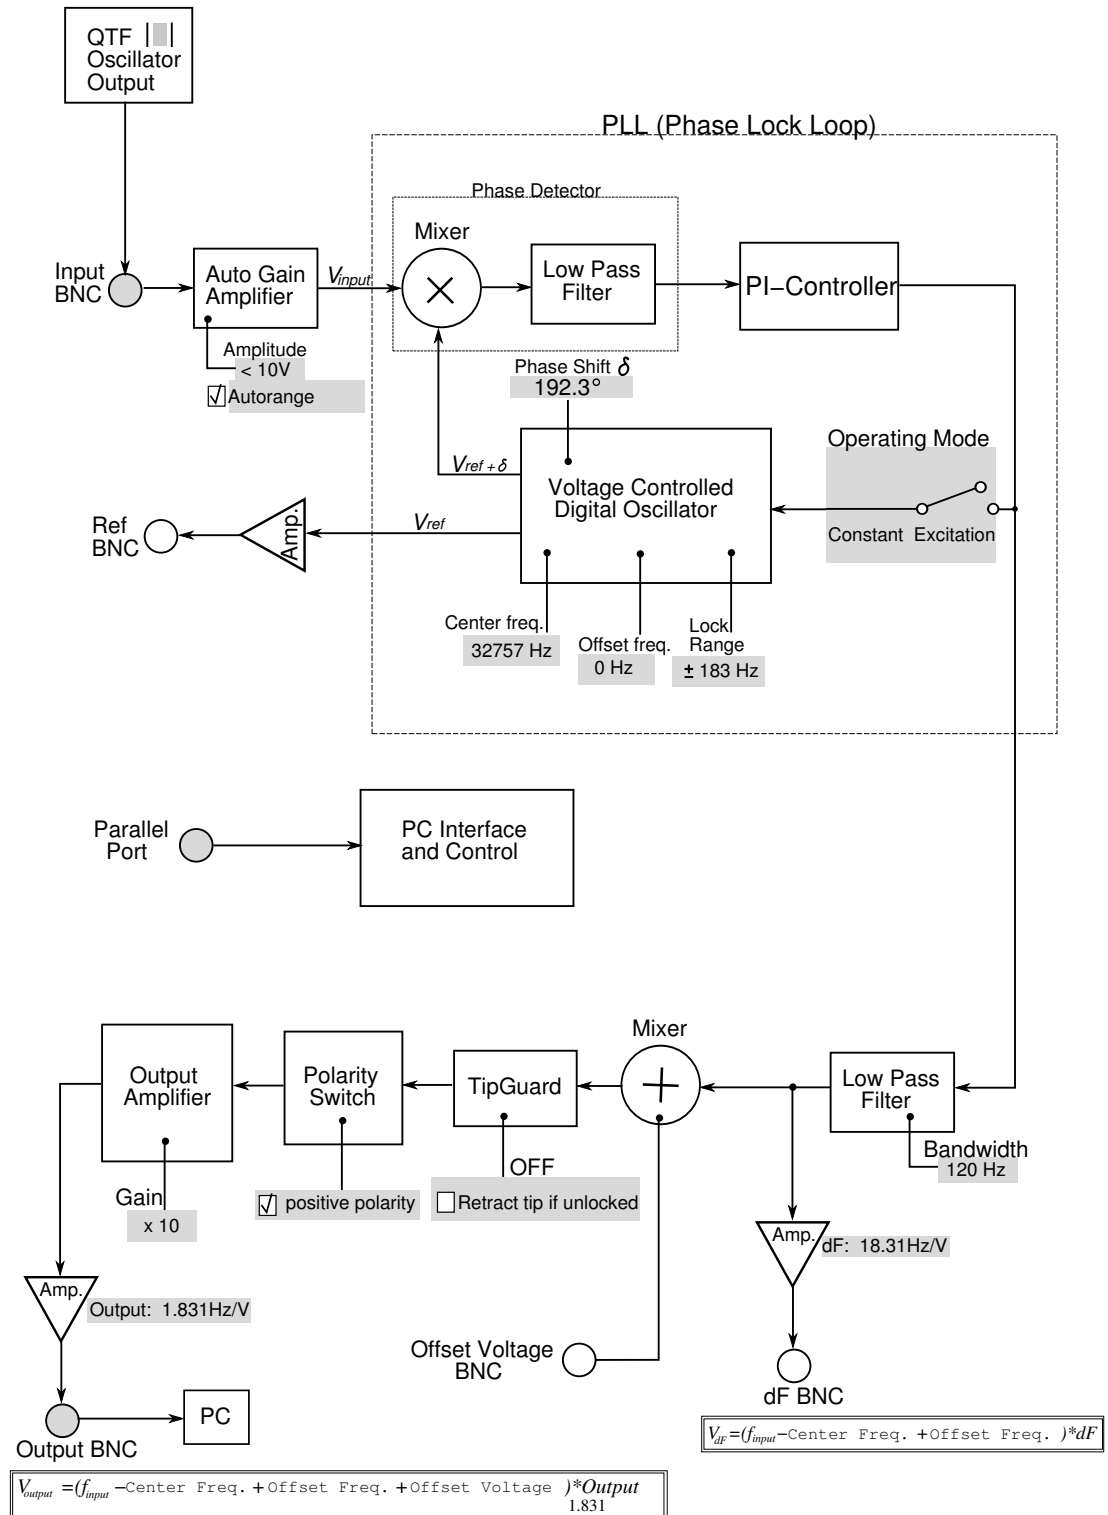 QTF
Oscillator
Output
PLL (Phase Lock Loop)
Phase Detector
Mixer
Input
BNC
Auto Gain
Amplifier
Vinput
Low Pass
Filter
PI-Controller
Amplitude
< 10V
Autorange
Phase Shift δ
192.3°
Operating Mode
Vref + δ
Voltage Controlled
Digital Oscillator
Ref
BNC
Amp.
Vref
Constant Excitation
Center freq.
32757 Hz
Offset freq.
0 Hz
Lock
Range
± 183 Hz
Parallel
Port
PC Interface
and Control
Mixer
Output
Amplifier
Polarity
Switch
TipGuard
Low Pass
Filter
Bandwidth
120 Hz
Gain
x 10
positive polarity
OFF
Retract tip if unlocked
Amp.
dF: 18.31Hz/V
Amp.
Output: 1.831Hz/V
Offset Voltage
BNC
dF BNC
PC
Output BNC
VdF=(finput-Center Freq. +Offset Freq. )*dF
Voutput =(finput -Center Freq. +Offset Freq. +Offset Voltage )*Output
1.831